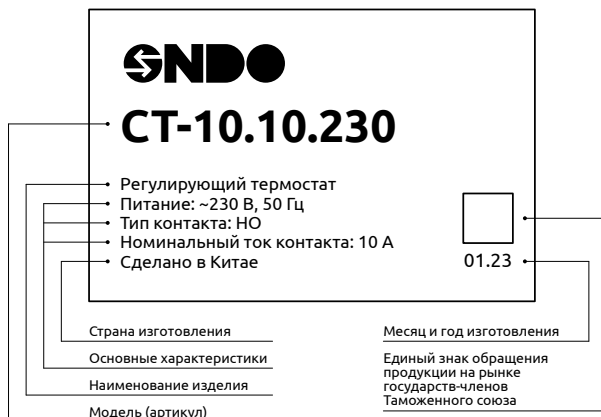 SNDO
CT-10.10.230
Регулирующий термостат
Питание: ~230 В, 50 Гц
Тип контакта: НО
Номинальный ток контакта: 10 А
Сделано в Китае
01.23
Страна изготовления
Основные характеристики
Наименование изделия
Модель (артикул)
Месяц и год изготовления
Единый знак обращения
продукции на рынке
государств-членов
Таможенного союза